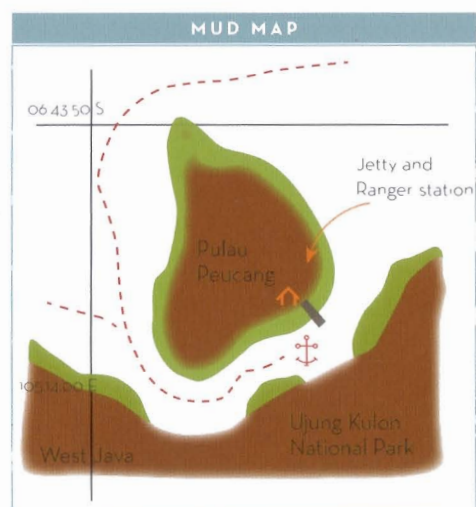 MUD MAP
06 43 50 S
Jetty and
Ranger station
Pulau
Peucang
105 14.00 E
Ujung Kulon
National Park
West Java